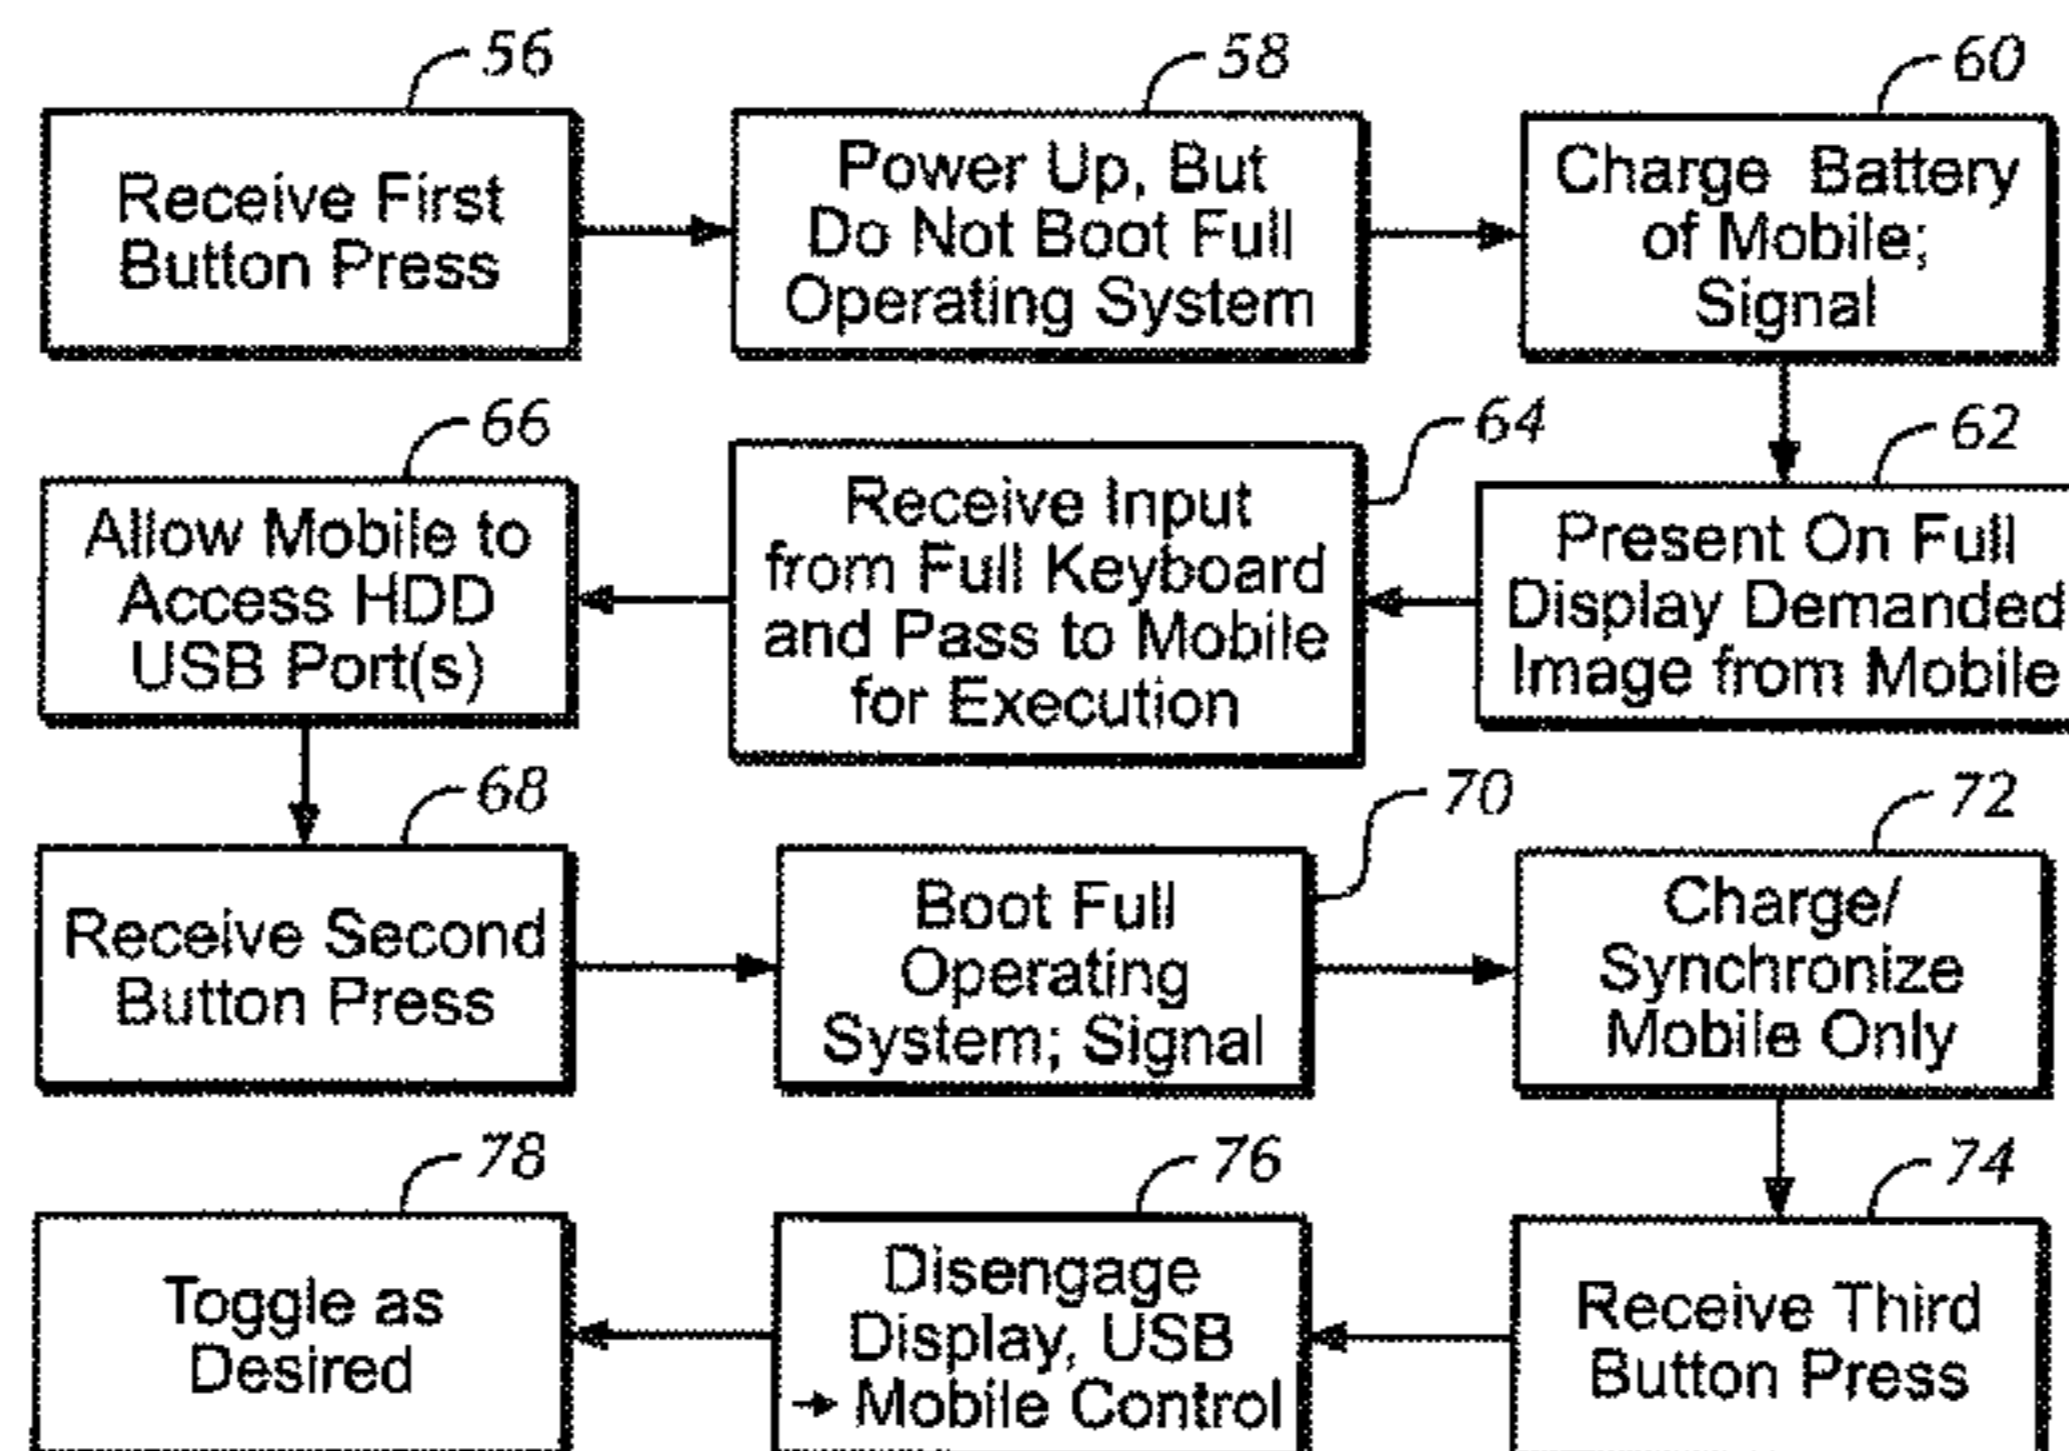 56
Receive First
Button Press
58
Power Up, But
Do Not Boot Full
Operating System
60
Charge Battery
of Mobile;
Signal
62
Present On Full
Display Demanded
Image from Mobile
64
Receive Input
from Full Keyboard
and Pass to Mobile
for Execution
66
Allow Mobile to
Access HDD
USB Port(s)
68
Receive Second
Button Press
70
Boot Full
Operating
System; Signal
72
Charge/
Synchronize
Mobile Only
74
Receive Third
Button Press
76
Disengage
Display, USB
→ Mobile Control
78
Toggle as
Desired